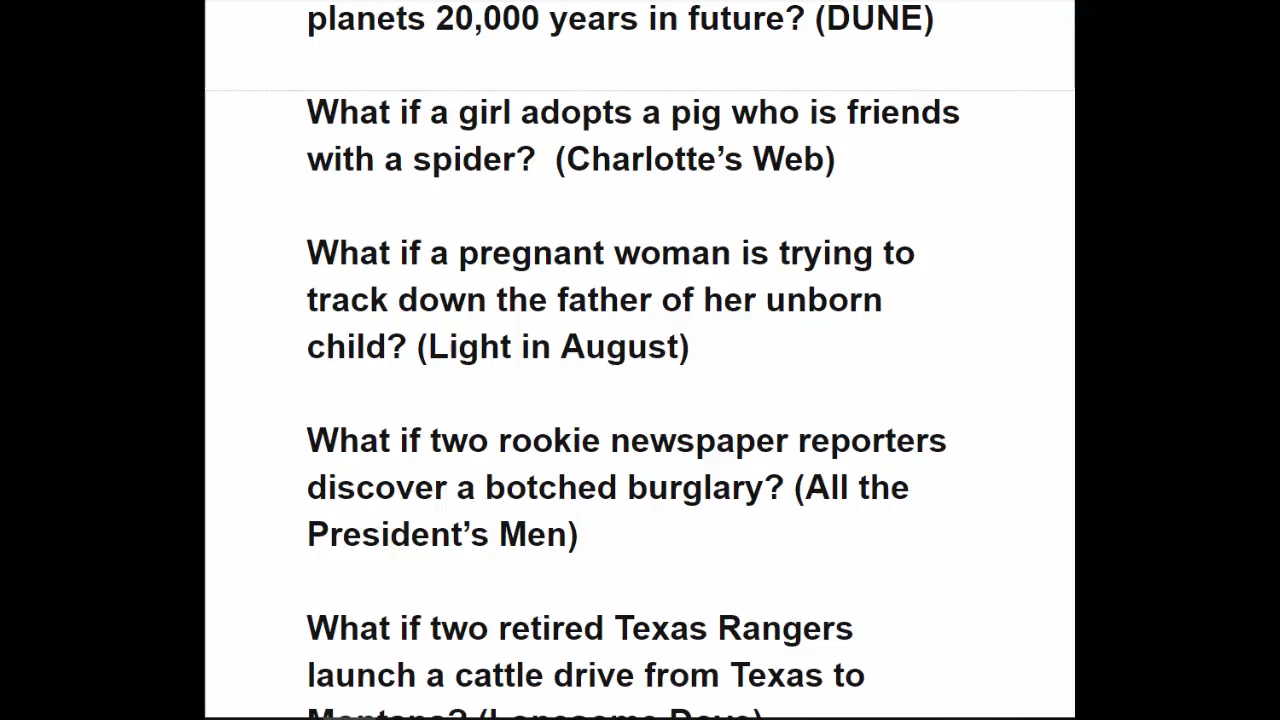 planets 20,000 years in future? (DUNE)
What if a girl adopts a pig who is friends
with a spider?  (Charlotte’s Web)
What if a pregnant woman is trying to
track down the father of her unborn
child? (Light in August)
What if two rookie newspaper reporters
discover a botched burglary? (All the
President’s Men)
What if two retired Texas Rangers
launch a cattle drive from Texas to
Montana? (Lonesome Dove)